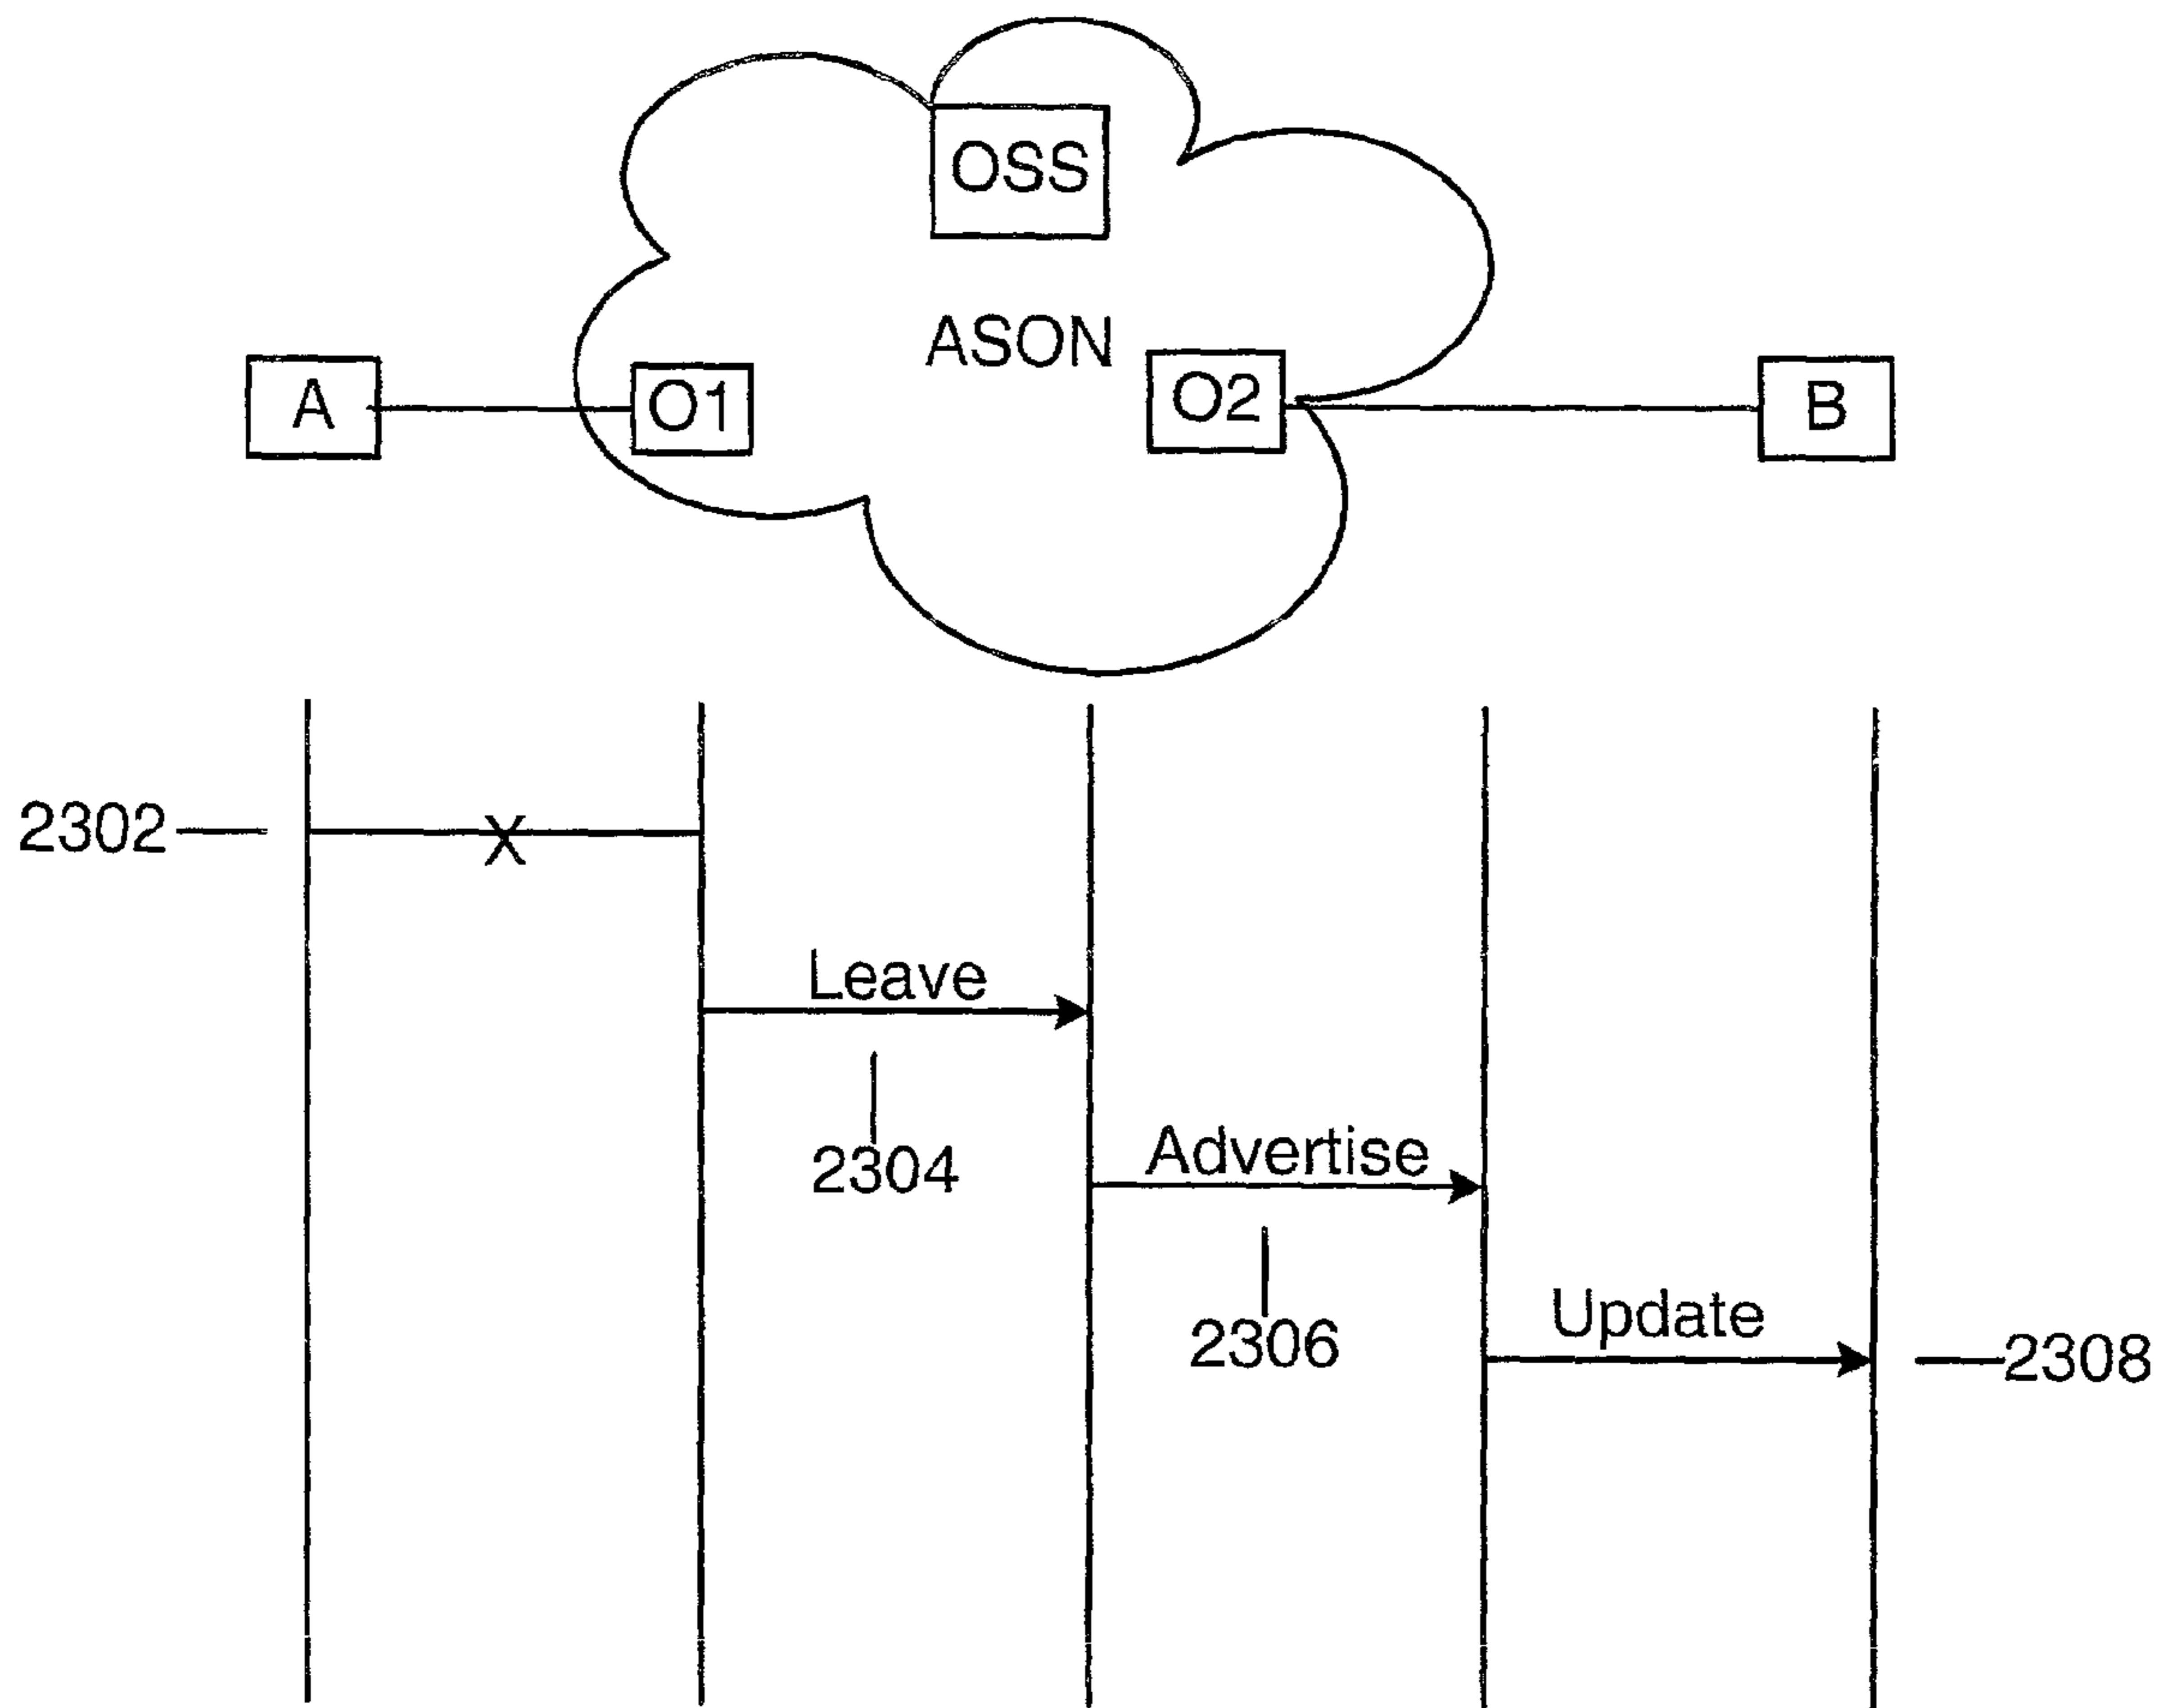 OSS
ASON
A
O1
O2
B
2302
X
Leave
2304
Advertise
2306
Update
2308